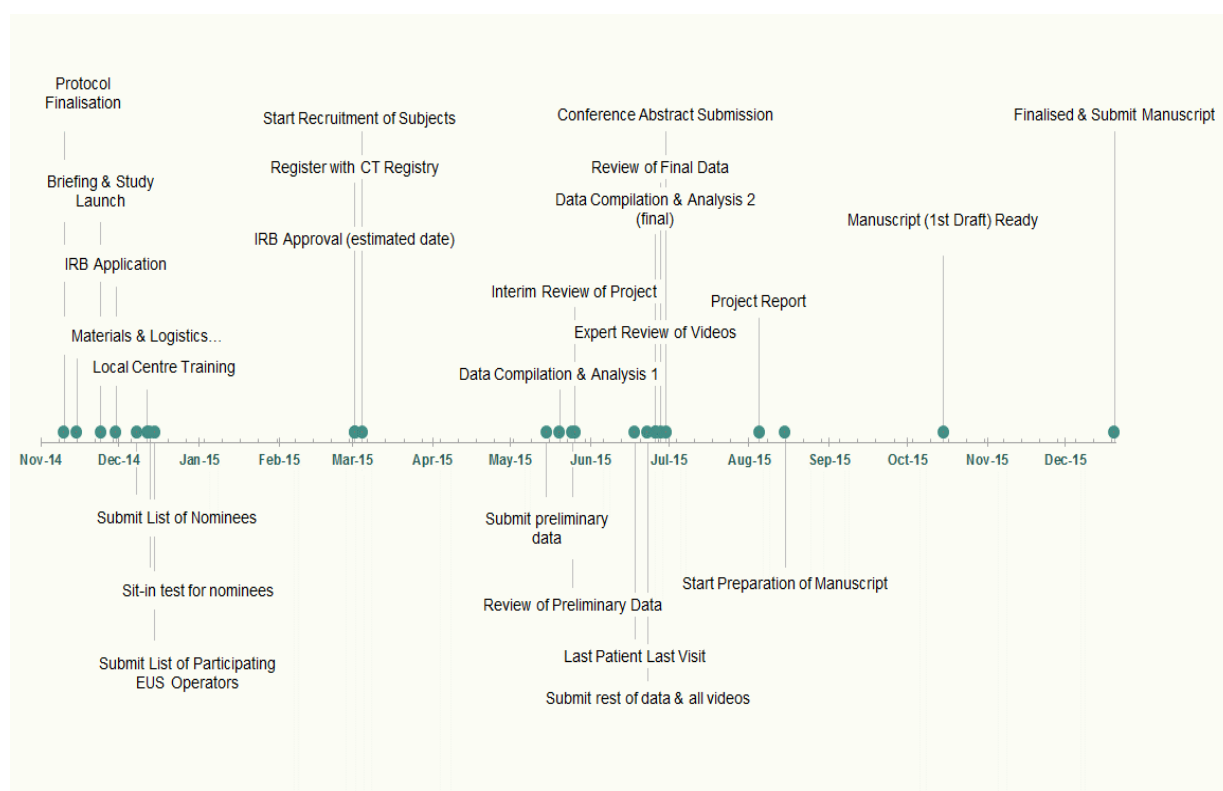 Protocol
Finalisation
Start Recruitment of Subjects
Conference Abstract Submission
Finalised & Submit Manuscript
Register with CT Registry
Review of Final Data
Briefing & Study
Launch
Data Compilation & Analysis 2
(final)
Manuscript (1st Draft) Ready
IRB Approval (estimated date)
IRB Application
Interim Review of Project
Project Report
Materials & Logistics…
Expert Review of Videos
Local Centre Training
Data Compilation & Analysis 1
Nov-14 Dec-14 Jan-15 Feb-15 Mar-15 Apr-15 May-15 Jun-15 Jul-15 Aug-15 Sep-15 Oct-15 Nov-15 Dec-15
Submit List of Nominees
Submit preliminary
data
Sit-in test for nominees
Start Preparation of Manuscript
Review of Preliminary Data
Last Patient Last Visit
Submit List of Participating
EUS Operators
Submit rest of data & all videos